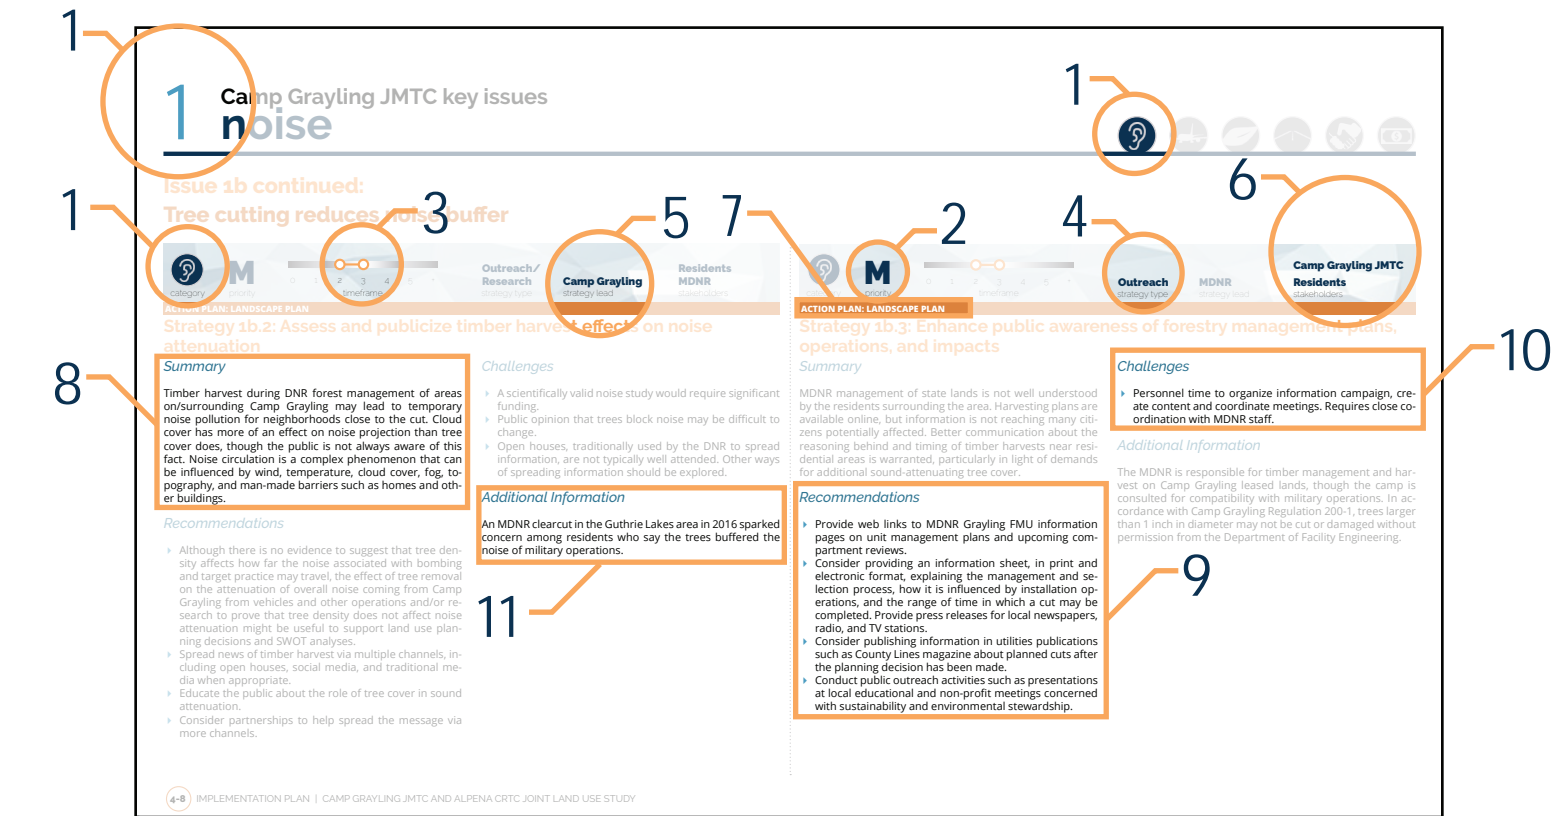 1
1
1
Camp Grayling JMTC key issues
noise
6
Issue 1b continued:
Tree cutting reduces noise buffer
1
3
5
7
2
4
category
M
priority
0 1 2 3 4 5 +
timeframe
Outreach/
Research
strategy type
Camp Grayling
strategy lead
Residents
MDNR
stakeholders
ACTION PLAN: LANDSCAPE PLAN
Strategy 1b.2: Assess and publicize timber harvest effects on noise
attenuation
8
Summary
Timber harvest during DNR forest management of areas
on/surrounding Camp Grayling may lead to temporary
noise pollution for neighborhoods close to the cut. Cloud
cover has more of an effect on noise projection than tree
cover does, though the public is not always aware of this
fact. Noise circulation is a complex phenomenon that can
be influenced by wind, temperature, cloud cover, fog, to-
pography, and man-made barriers such as homes and oth-
er buildings.
Recommendations
Although there is no evidence to suggest that tree den-
sity affects how far the noise associated with bombing
and target practice may travel, the effect of tree removal
on the attenuation of overall noise coming from Camp
Grayling from vehicles and other operations and/or re-
search to prove that tree density does not affect noise
attenuation might be useful to support land use plan-
ning decisions and SWOT analyses.
Spread news of timber harvest via multiple channels, in-
cluding open houses, social media, and traditional me-
dia when appropriate.
Educate the public about the role of tree cover in sound
attenuation.
Consider partnerships to help spread the message via
more channels.
Challenges
A scientifically valid noise study would require significant
funding.
Public opinion that trees block noise may be difficult to
change.
Open houses, traditionally used by the DNR to spread
information, are not typically well attended. Other ways
of spreading information should be explored.
Additional Information
An MDNR clearcut in the Guthrie Lakes area in 2016 sparked
concern among residents who say the trees buffered the
noise of military operations.
11
category
M
priority
0 1 2 3 4 5 +
timeframe
Outreach
strategy type
MDNR
strategy lead
Camp Grayling JMTC
Residents
stakeholders
ACTION PLAN: LANDSCAPE PLAN
Strategy 1b.3: Enhance public awareness of forestry management plans,
operations, and impacts
Summary
MDNR management of state lands is not well understood
by the residents surrounding the area. Harvesting plans are
available online, but information is not reaching many citi-
zens potentially affected. Better communication about the
reasoning behind and timing of timber harvests near resi-
dential areas is warranted, particularly in light of demands
for additional sound-attenuating tree cover.
Recommendations
Provide web links to MDNR Grayling FMU information
pages on unit management plans and upcoming com-
partment reviews.
Consider providing an information sheet, in print and
electronic format, explaining the management and se-
lection process, how it is influenced by installation op-
erations, and the range of time in which a cut may be
completed. Provide press releases for local newspapers,
radio, and TV stations.
Consider publishing information in utilities publications
such as County Lines magazine about planned cuts after
the planning decision has been made.
Conduct public outreach activities such as presentations
at local educational and non-profit meetings concerned
with sustainability and environmental stewardship.
9
Challenges
Personnel time to organize information campaign, cre-
ate content and coordinate meetings. Requires close co-
ordination with MDNR staff.
10
Additional Information
The MDNR is responsible for timber management and har-
vest on Camp Grayling leased lands, though the camp is
consulted for compatibility with military operations. In ac-
cordance with Camp Grayling Regulation 200-1, trees larger
than 1 inch in diameter may not be cut or damaged without
permission from the Department of Facility Engineering.
4-8 IMPLEMENTATION PLAN | CAMP GRAYLING JMTC AND ALPENA CRTC JOINT LAND USE STUDY